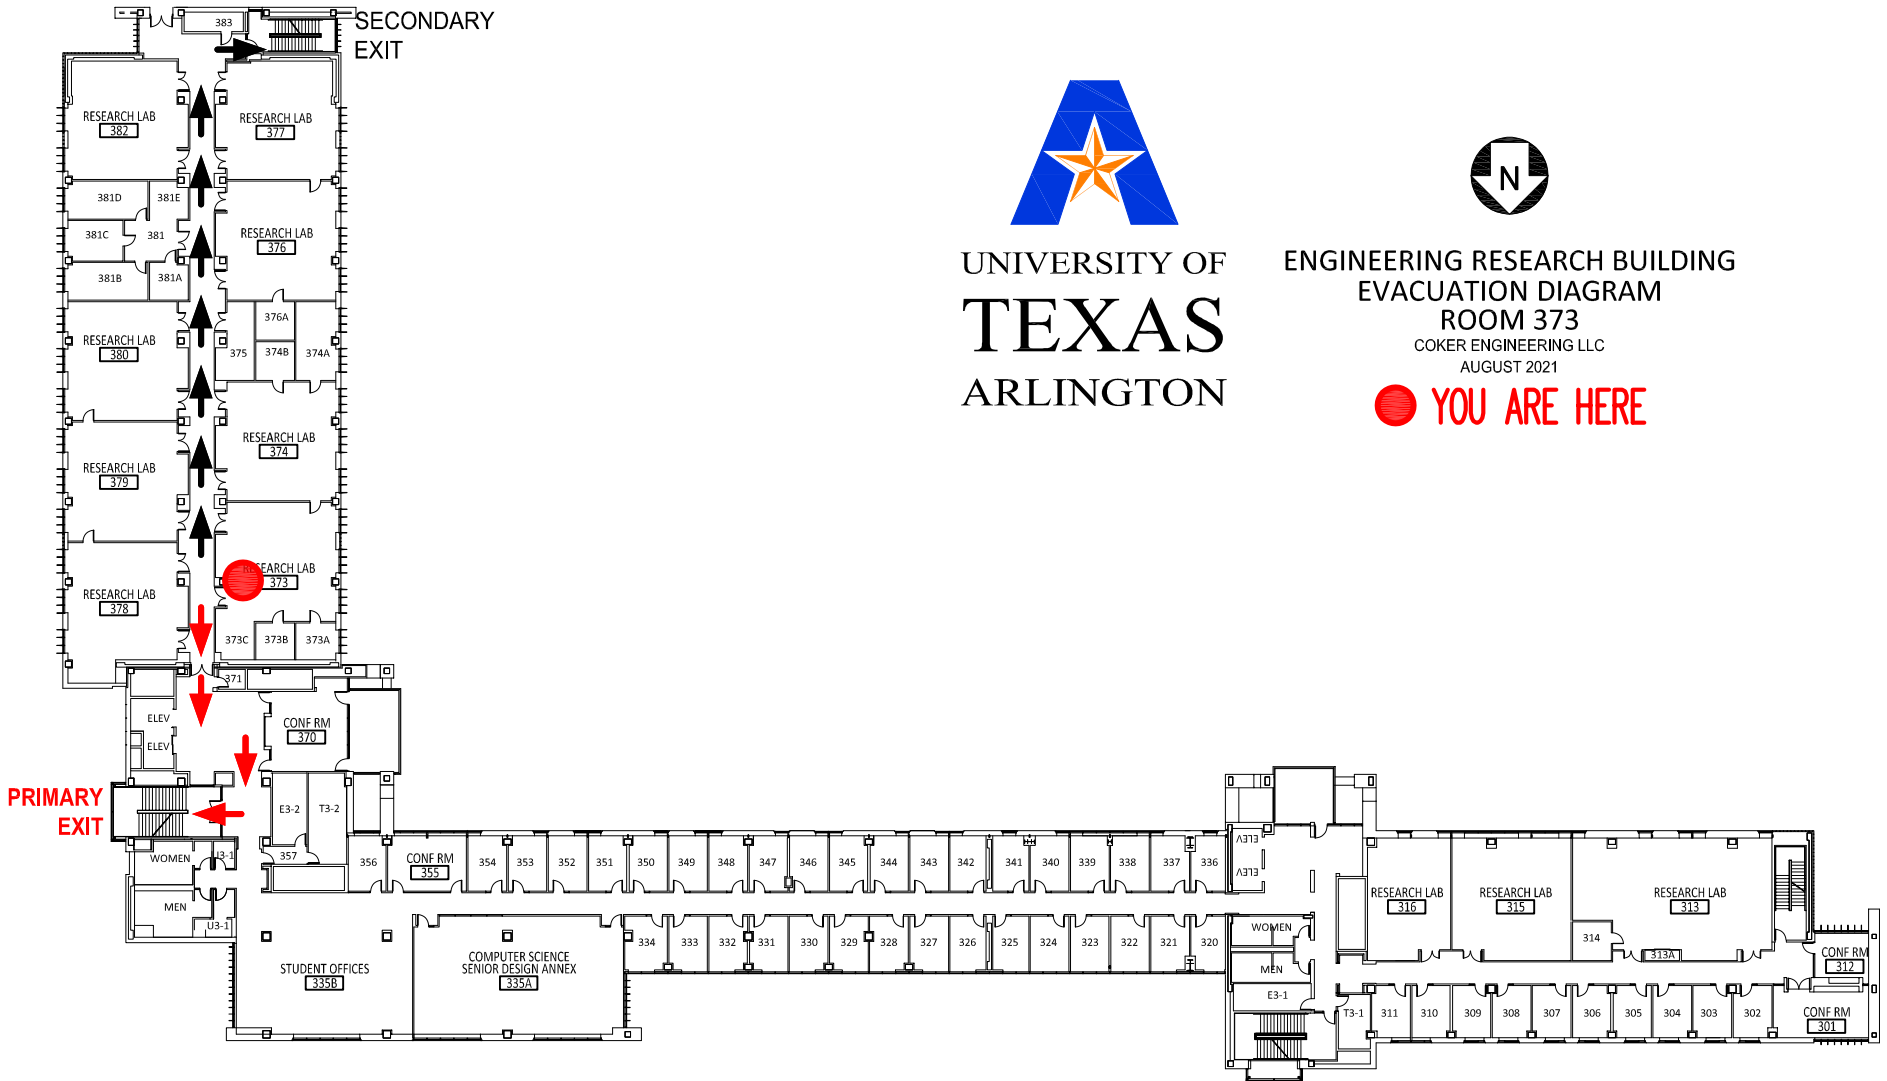 SECONDARY
EXIT
383
RESEARCH LAB
382
RESEARCH LAB
377
381D
381E
381C
381
381B
381A
RESEARCH LAB
376
376A
375
374B
374A
RESEARCH LAB
380
RESEARCH LAB
374
RESEARCH LAB
379
RESEARCH LAB
373
RESEARCH LAB
378
373C
373B
373A
371
ELEV
ELEV
CONF RM
370
PRIMARY
EXIT
E3-2
T3-2
357
WOMEN
U3-1
MEN
U3-1
UNIVERSITY OF
TEXAS
ARLINGTON
N
ENGINEERING RESEARCH BUILDING
EVACUATION DIAGRAM
ROOM 373
COKER ENGINEERING LLC
AUGUST 2021
YOU ARE HERE
356
CONF RM
355
354
353
352
351
350
349
348
347
346
345
344
343
342
341
340
339
338
337
336
ELEV
ELEV
STUDENT OFFICES
335B
COMPUTER SCIENCE
SENIOR DESIGN ANNEX
335A
334
333
332
331
330
329
328
327
326
325
324
323
322
321
320
WOMEN
MEN
E3-1
T3-1
RESEARCH LAB
316
RESEARCH LAB
315
RESEARCH LAB
313
314
313A
CONF RM
312
311
310
309
308
307
306
305
304
303
302
CONF RM
301